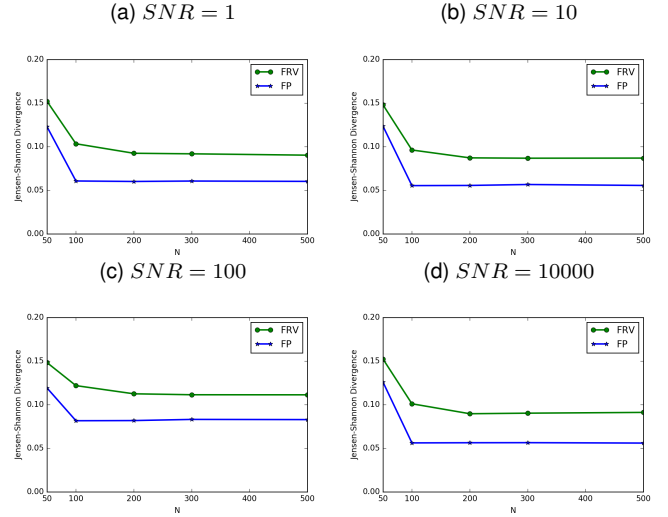 (a) SNR = 1
(b) SNR = 10
0.20
0.15
0.10
0.05
0.00
Jensen-Shannon Divergence
50 100 200 300 400 500
N
FRV
FP
0.20
0.15
0.10
0.05
0.00
Jensen-Shannon Divergence
50 100 200 300 400 500
N
FRV
FP
(c) SNR = 100
(d) SNR = 10000
0.20
0.15
0.10
0.05
0.00
Jensen-Shannon Divergence
50 100 200 300 400 500
N
FRV
FP
0.20
0.15
0.10
0.05
0.00
Jensen-Shannon Divergence
50 100 200 300 400 500
N
FRV
FP